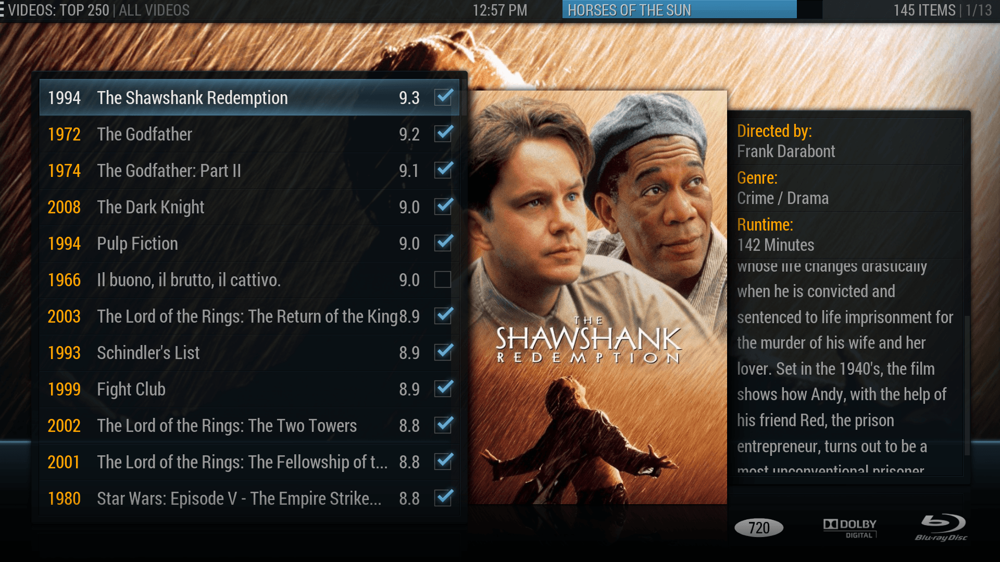 VIDEOS: TOP 250 | ALL VIDEOS
12:57 PM
HORSES OF THE SUN
145 ITEMS | 1/13
1994 The Shawshank Redemption 9.3
1972 The Godfather 9.2
1974 The Godfather: Part II 9.1
2008 The Dark Knight 9.0
1994 Pulp Fiction 9.0
1966 Il buono, il brutto, il cattivo. 9.0
2003 The Lord of the Rings: The Return of the King 8.9
1993 Schindler's List 8.9
1999 Fight Club 8.9
2002 The Lord of the Rings: The Two Towers 8.8
2001 The Lord of the Rings: The Fellowship of t... 8.8
1980 Star Wars: Episode V - The Empire Strike... 8.8
THE
SHAWSHANK
REDEMPTION
Directed by:
Frank Darabont
Genre:
Crime / Drama
Runtime:
142 Minutes
whose life changes drastically
when he is convicted and
sentenced to life imprisonment for
the murder of his wife and her
lover. Set in the 1940's, the film
shows how Andy, with the help of
his friend Red, the prison
entrepreneur, turns out to be a
most unconventional prisoner
720
DOLBY
DIGITAL
Blu-ray Disc